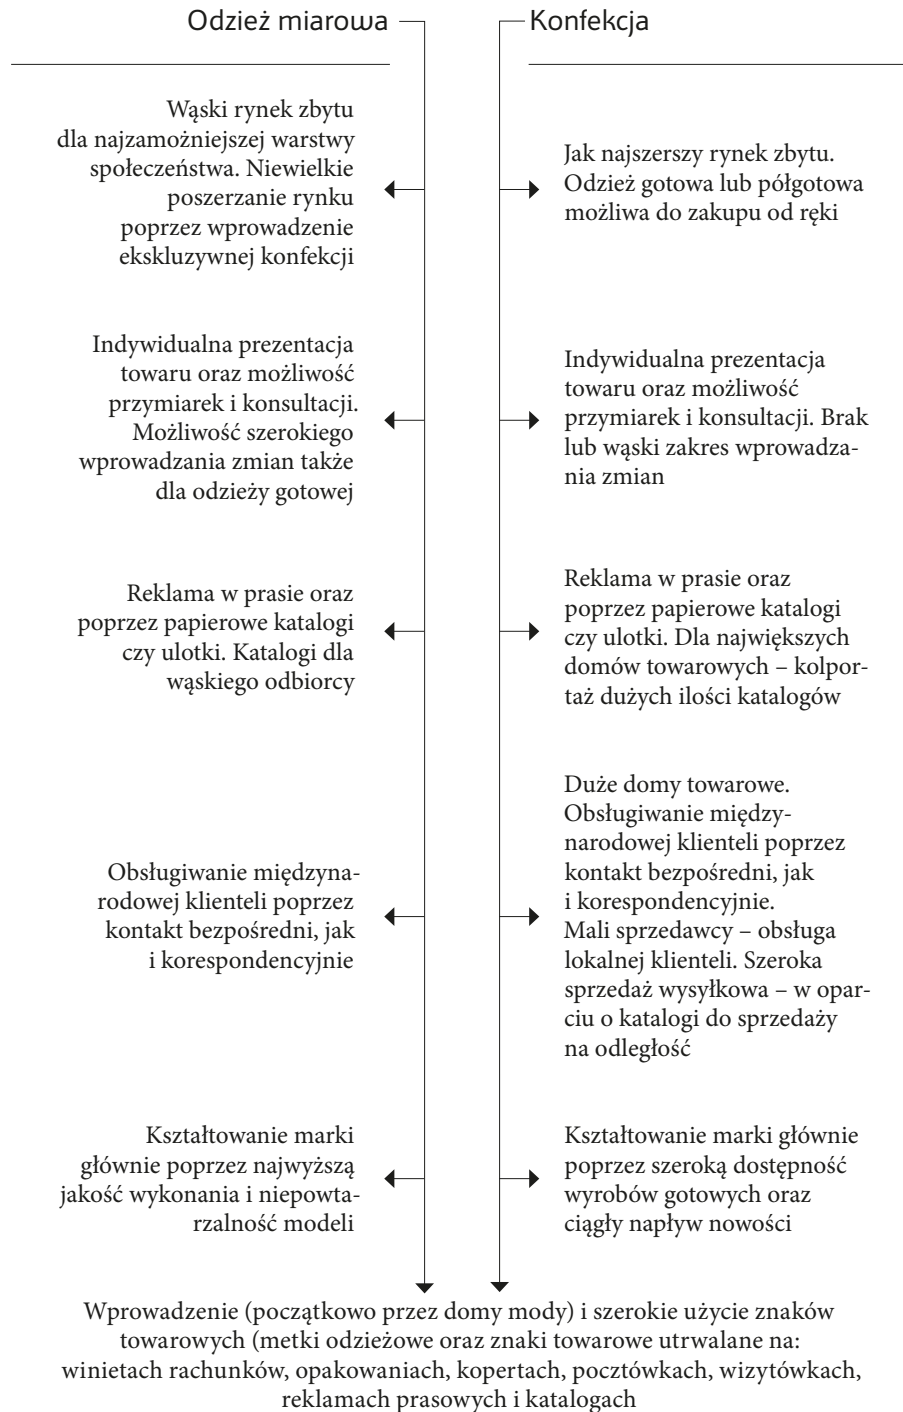 Odzież miarowa
Konfekcja
Wąski rynek zbytu
dla najzamożniejszej warstwy
społeczeństwa. Niewielkie
poszerzanie rynku
poprzez wprowadzenie
ekskluzywnej konfekcji
Jak najszerszy rynek zbytu.
Odzież gotowa lub półgotowa
możliwa do zakupu od ręki
Indywidualna prezentacja
towaru oraz możliwość
przymiarek i konsultacji.
Możliwość szerokiego
wprowadzania zmian także
dla odzieży gotowej
Indywidualna prezentacja
towaru oraz możliwość
przymiarek i konsultacji. Brak
lub wąski zakres wprowadza-
nia zmian
Reklama w prasie oraz
poprzez papierowe katalogi
czy ulotki. Katalogi dla
wąskiego odbiorcy
Reklama w prasie oraz
poprzez papierowe katalogi
czy ulotki. Dla największych
domów towarowych – kolpor-
taż dużych ilości katalogów
Obsługiwanie międzyna-
rodowej klienteli poprzez
kontakt bezpośredni, jak
i korespondencyjnie
Duże domy towarowe.
Obsługiwanie między-
narodowej klienteli poprzez
kontakt bezpośredni, jak
i korespondencyjnie.
Mali sprzedawcy – obsługa
lokalnej klienteli. Szeroka
sprzedaż wysyłkowa – w opar-
ciu o katalogi do sprzedaży
na odległość
Kształtowanie marki
głównie poprzez najwyższą
jakość wykonania i niepowta-
rzalność modeli
Kształtowanie marki głównie
poprzez szeroką dostępność
wyrobów gotowych oraz
ciągły napływ nowości
Wprowadzenie (początkowo przez domy mody) i szerokie użycie znaków
towarowych (metki odzieżowe oraz znaki towarowe utrwalane na:
winietach rachunków, opakowaniach, kopertach, pocztówkach, wizytówkach,
reklamach prasowych i katalogach